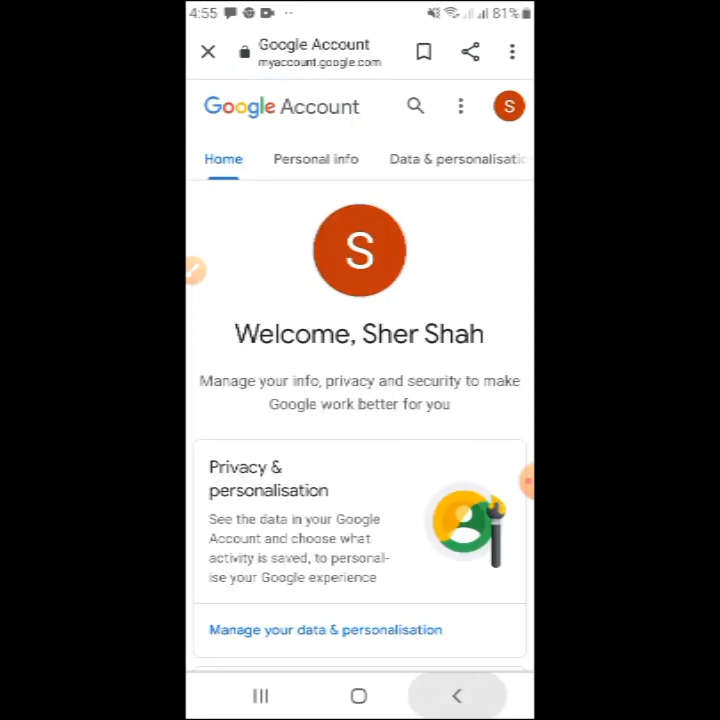 4:55
81%
Google Account
myaccount.google.com
Google Account
S
Home Personal info Data & personalisatio
S
Welcome, Sher Shah
Manage your info, privacy and security to make
Google work better for you
Privacy &
personalisation
See the data in your Google
Account and choose what
activity is saved, to personal-
ise your Google experience
Manage your data & personalisation